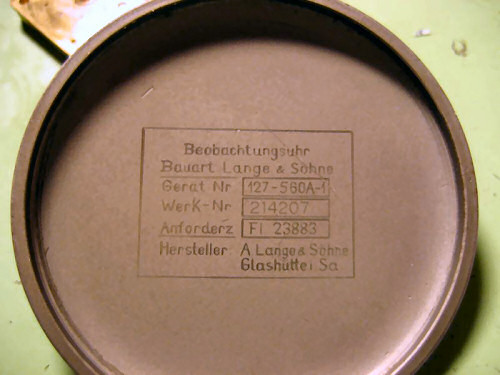 Beobachtungsuhr
Bauart Lange & Söhne
Gerät Nr 127-560A-1
Werk-Nr 214207
Anforderz Fl. 23883
Hersteller: A Lange & Söhne
Glashütte i. Sa